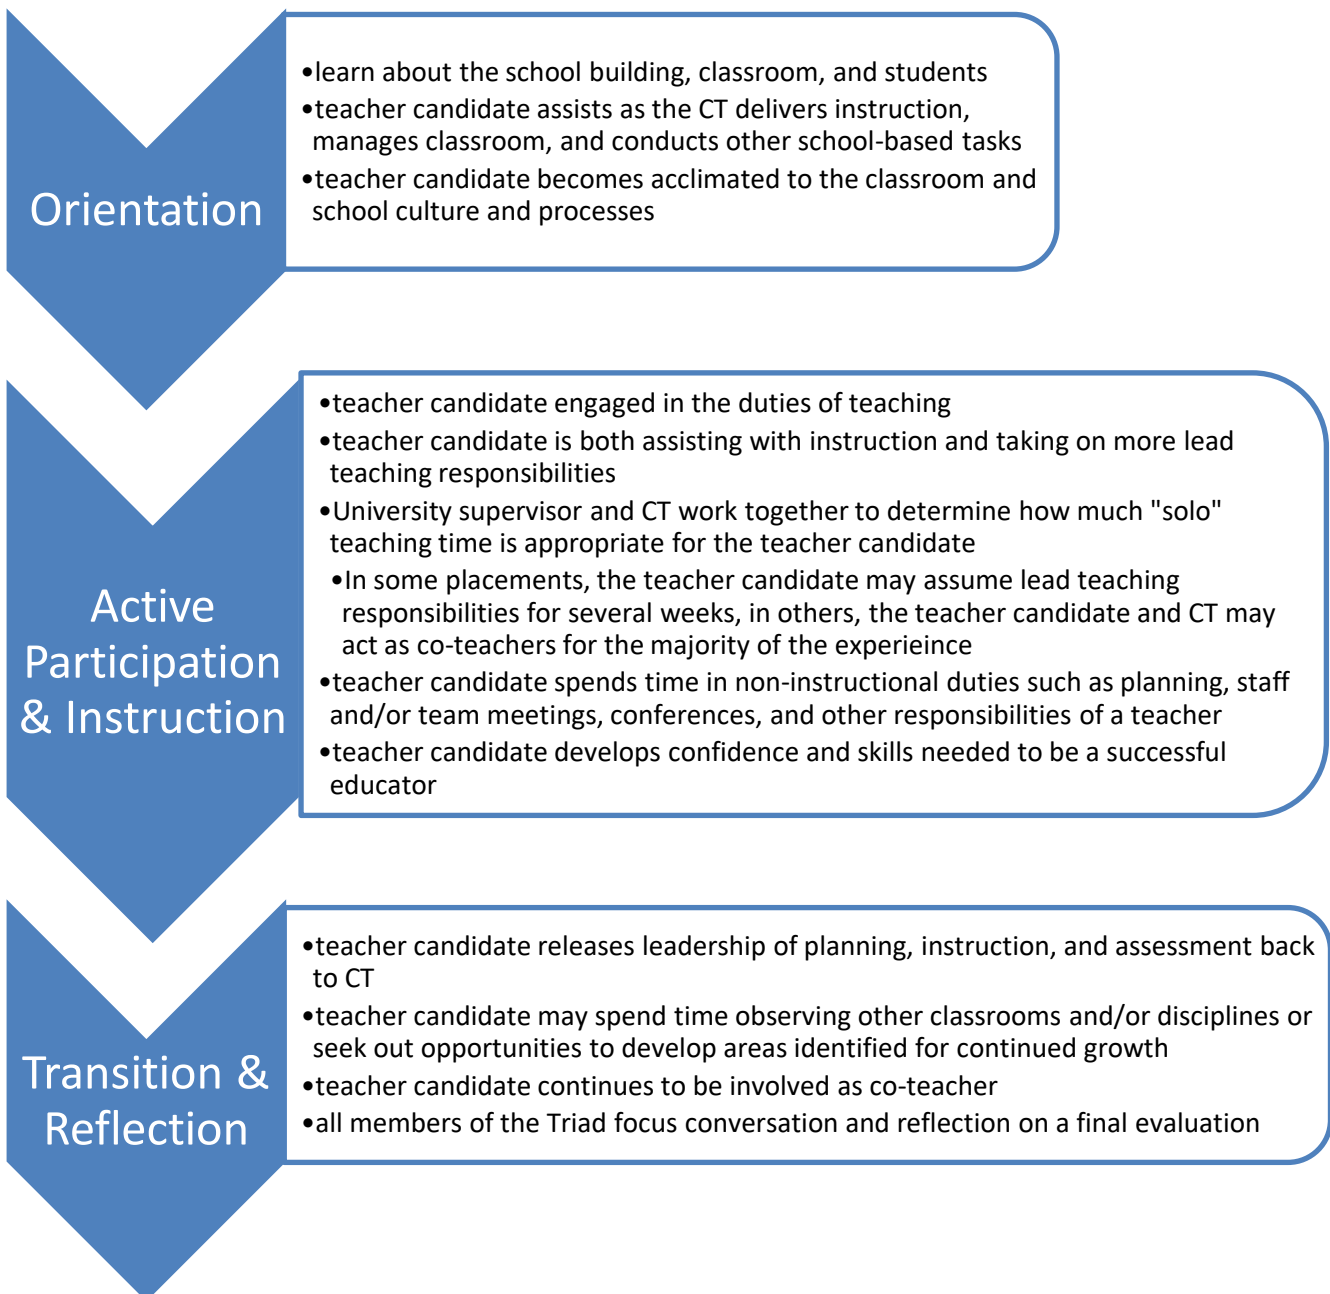 Orientation
•learn about the school building, classroom, and students
•teacher candidate assists as the CT delivers instruction,
manages classroom, and conducts other school-based tasks
•teacher candidate becomes acclimated to the classroom and
school culture and processes
Active
Participation
& Instruction
•teacher candidate engaged in the duties of teaching
•teacher candidate is both assisting with instruction and taking on more lead
teaching responsibilities
•University supervisor and CT work together to determine how much "solo"
teaching time is appropriate for the teacher candidate
•In some placements, the teacher candidate may assume lead teaching
responsibilities for several weeks, in others, the teacher candidate and CT may
act as co-teachers for the majority of the experieince
•teacher candidate spends time in non-instructional duties such as planning, staff
and/or team meetings, conferences, and other responsibilities of a teacher
•teacher candidate develops confidence and skills needed to be a successful
educator
Transition &
Reflection
•teacher candidate releases leadership of planning, instruction, and assessment back
to CT
•teacher candidate may spend time observing other classrooms and/or disciplines or
seek out opportunities to develop areas identified for continued growth
•teacher candidate continues to be involved as co-teacher
•all members of the Triad focus conversation and reflection on a final evaluation